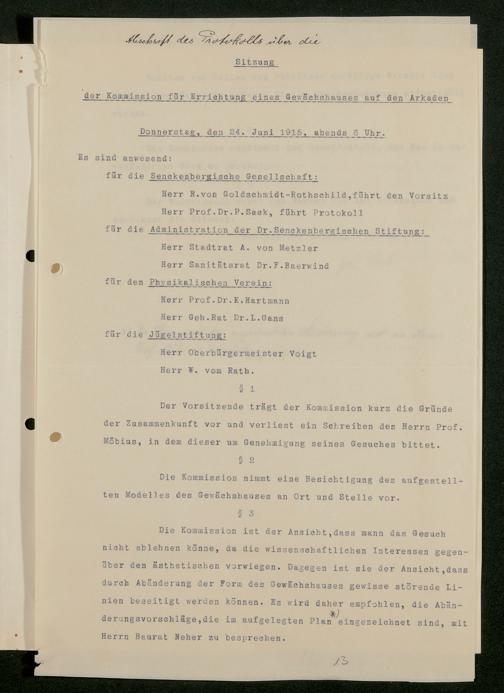 Abschrift des Protokolls über die
Sitzung
der Kommission für Errichtung eines Gewächshauses auf den Arkaden
Donnerstag, den 24. Juni 1915, abends 6 Uhr.
Es sind anwesend:
für die Senckenbergische Gesellschaft:
Herr R.von Goldschmidt-Rothschild,führt den Vorsitz
Herr Prof.Dr.P.Sack, führt Protokoll
für die Administration der Dr.Senckenbergischen Stiftung:
Herr Stadtrat A. von Metzler
Herr Sanitätsrat Dr.F.Baerwind
für den Physikalischen Verein:
Herr Prof.Dr.E.Hartmann
Herr Geh.Rat Dr.L.Gans
für die Jügelstiftung:
Herr Oberbürgermeister Voigt
Herr W. vom Rath.
§ 1
Der Vorsitzende trägt der Kommission kurz die Gründe
der Zusammenkunft vor und verliest ein Schreiben des Herrn Prof.
Möbius, in dem dieser um Genehmigung seines Gesuches bittet.
§ 2
Die Kommission nimmt eine Besichtigung des aufgestell-
ten Modelles des Gewächshauses an Ort und Stelle vor.
§ 3
Die Kommission ist der Ansicht,dass mann das Gesuch
nicht ablehnen könne, da die wissenschaftlichen Interessen gegen-
über den Ästhetischen vorwiegen. Dagegen ist sie der Ansicht,dass
durch Abänderung der Form des Gewächshauses gewisse störende Li-
nien beseitigt werden können. Es wird daher empfohlen, die Abän-
derungsvorschläge,die im aufgelegten Plan *) eingezeichnet sind, mit
Herrn Baurat Neher zu besprechen.
13